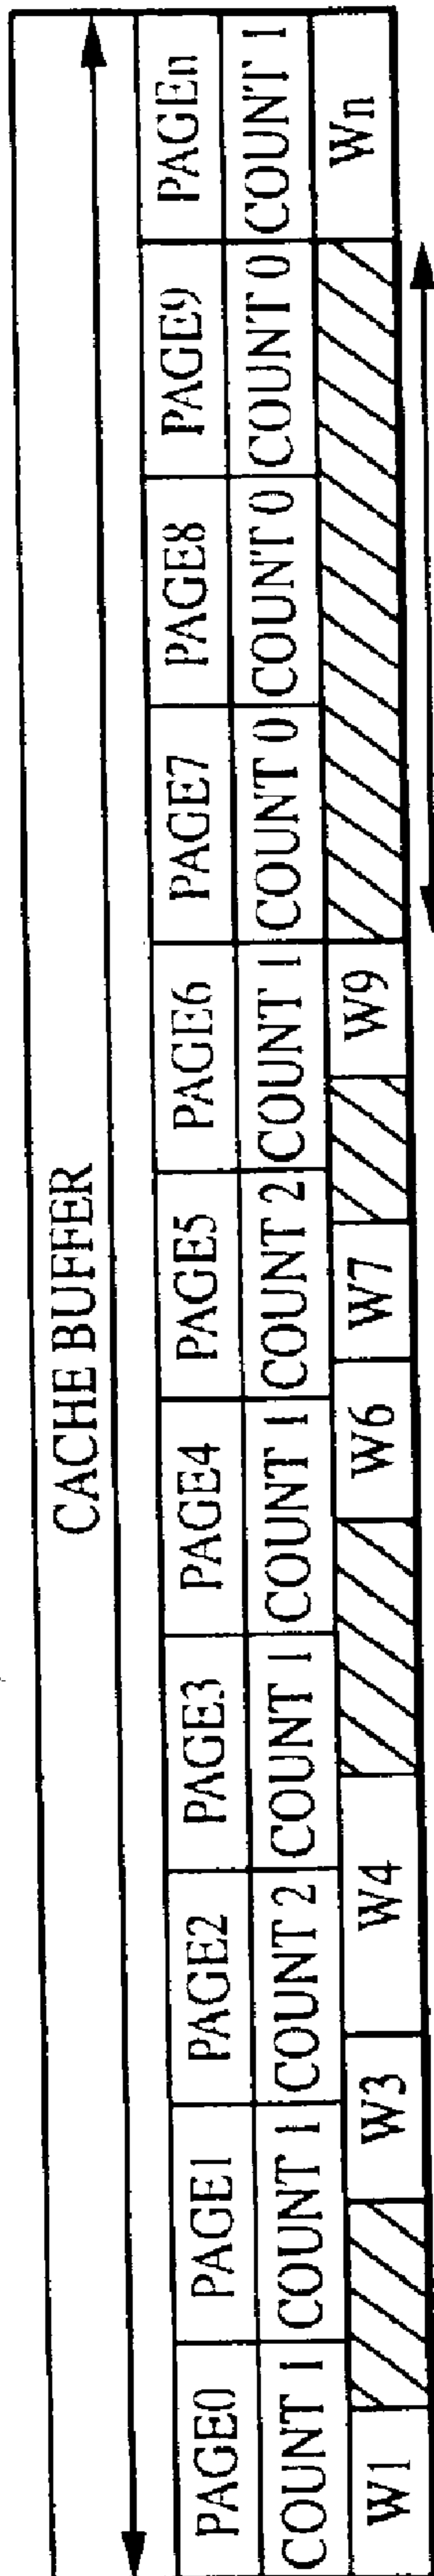 CACHE BUFFER
PAGE0 PAGE1 PAGE2 PAGE3 PAGE4 PAGE5 PAGE6 PAGE7 PAGE8 PAGE9 PAGEn
COUNT 1 COUNT 1 COUNT 2 COUNT 1 COUNT 1 COUNT 2 COUNT 1 COUNT 0 COUNT 0 COUNT 0 COUNT 1
W1 W3 W4 W6 W7 W9 Wn